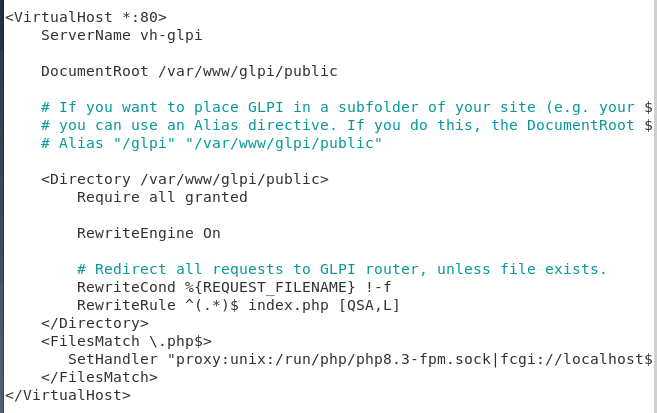 <VirtualHost *:80>
    ServerName vh-glpi

    DocumentRoot /var/www/glpi/public

    # If you want to place GLPI in a subfolder of your site (e.g. your $
    # you can use an Alias directive. If you do this, the DocumentRoot $
    # Alias "/glpi" "/var/www/glpi/public"

    <Directory /var/www/glpi/public>
        Require all granted

        RewriteEngine On

        # Redirect all requests to GLPI router, unless file exists.
        RewriteCond %{REQUEST_FILENAME} !-f
        RewriteRule ^(.*)$ index.php [QSA,L]
    </Directory>
    <FilesMatch \.php$>
       SetHandler "proxy:unix:/run/php/php8.3-fpm.sock|fcgi://localhost$
    </FilesMatch>
</VirtualHost>